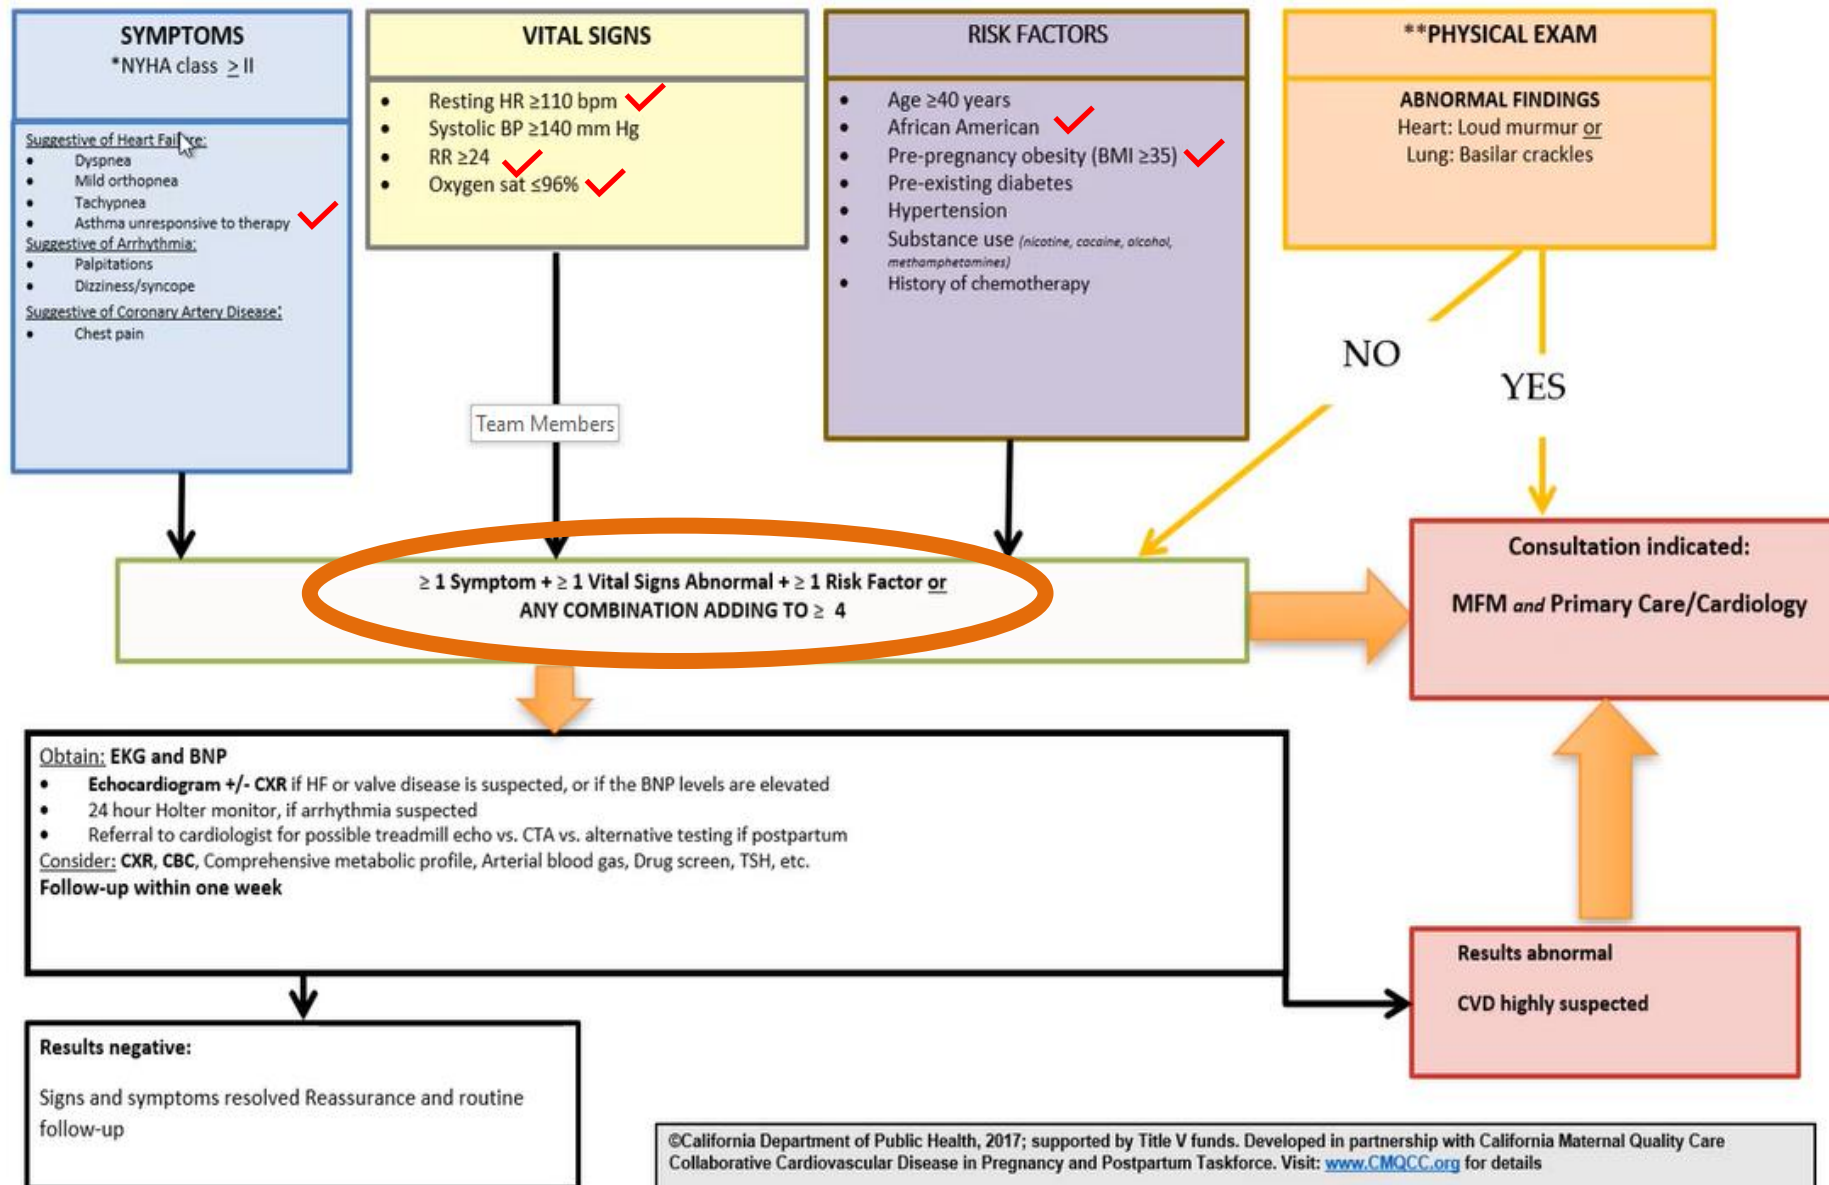 SYMPTOMS
*NYHA class ≥ II
Suggestive of Heart Failure:
• Dyspnea
• Mild orthopnea
• Tachypnea
• Asthma unresponsive to therapy
Suggestive of Arrhythmia:
• Palpitations
• Dizziness/syncope
Suggestive of Coronary Artery Disease:
• Chest pain
VITAL SIGNS
• Resting HR ≥110 bpm
• Systolic BP ≥140 mm Hg
• RR ≥24
• Oxygen sat ≤96%
Team Members
RISK FACTORS
• Age ≥40 years
• African American
• Pre-pregnancy obesity (BMI ≥35)
• Pre-existing diabetes
• Hypertension
• Substance use (nicotine, cocaine, alcohol,
methamphetamines)
• History of chemotherapy
**PHYSICAL EXAM
ABNORMAL FINDINGS
Heart: Loud murmur or
Lung: Basilar crackles
NO
YES
≥ 1 Symptom + ≥ 1 Vital Signs Abnormal + ≥ 1 Risk Factor or
ANY COMBINATION ADDING TO ≥ 4
Consultation indicated:
MFM and Primary Care/Cardiology
Obtain: EKG and BNP
• Echocardiogram +/- CXR if HF or valve disease is suspected, or if the BNP levels are elevated
• 24 hour Holter monitor, if arrhythmia suspected
• Referral to cardiologist for possible treadmill echo vs. CTA vs. alternative testing if postpartum
Consider: CXR, CBC, Comprehensive metabolic profile, Arterial blood gas, Drug screen, TSH, etc.
Follow-up within one week
Results abnormal
CVD highly suspected
Results negative:
Signs and symptoms resolved Reassurance and routine
follow-up
©California Department of Public Health, 2017; supported by Title V funds. Developed in partnership with California Maternal Quality Care
Collaborative Cardiovascular Disease in Pregnancy and Postpartum Taskforce. Visit: www.CMQCC.org for details